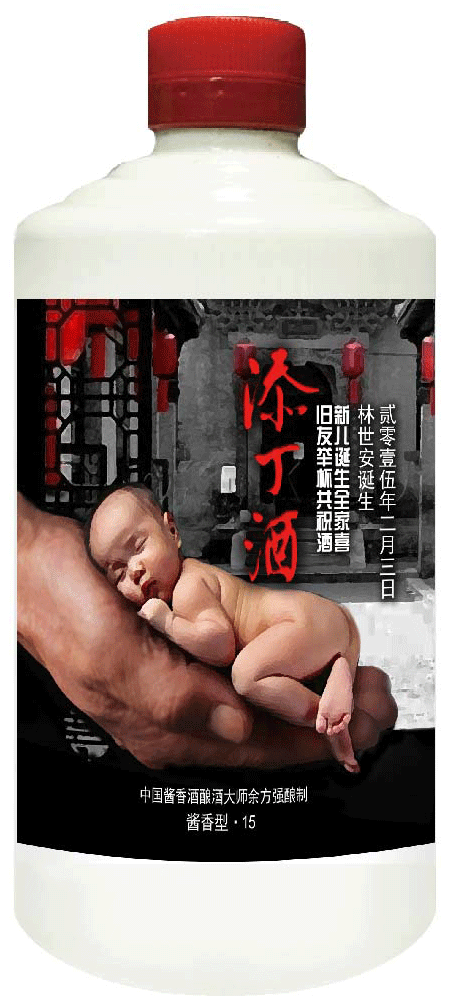 添丁酒
贰零壹伍年二月三日
林世安诞生
新儿诞生全家喜
旧友举杯共祝酒
中国酱香酒酿酒大师余方强酿制
酱香型·15